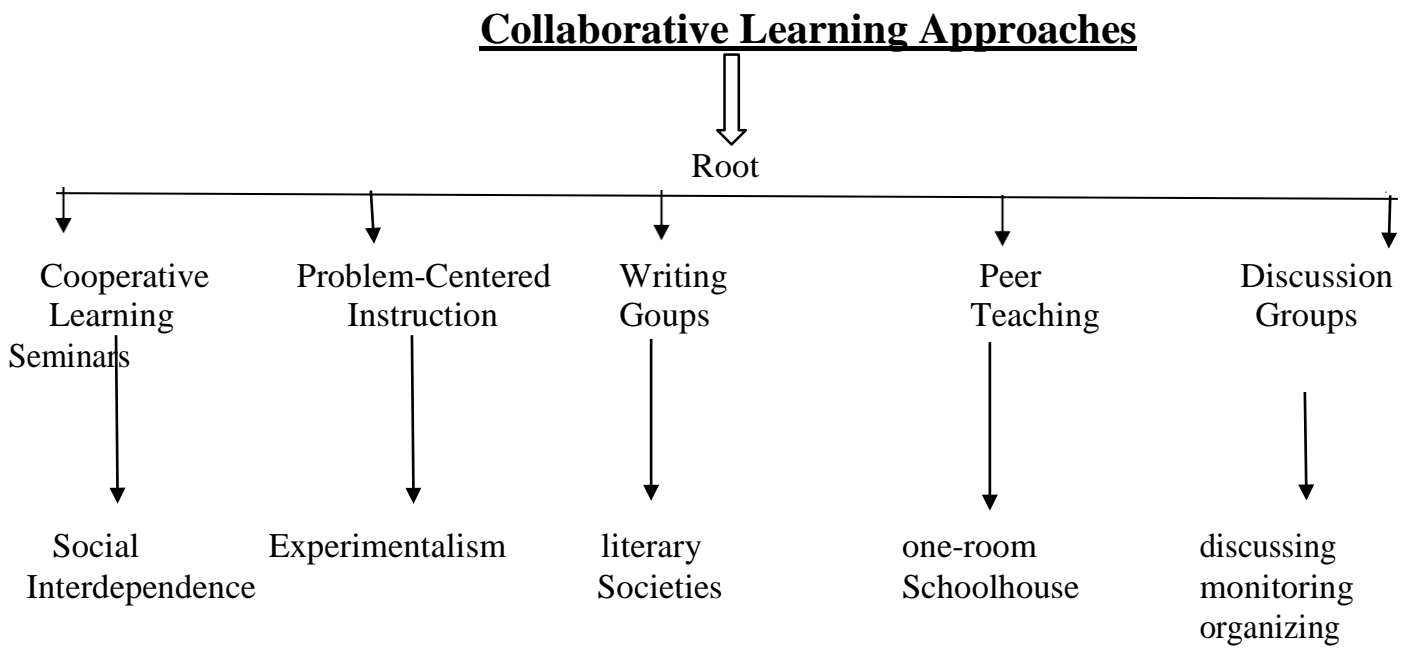 Collaborative Learning Approaches
Root
Cooperative
Learning
Seminars
Problem-Centered
Instruction
Writing
Goups
Peer
Teaching
Discussion
Groups
Social
Interdependence
Experimentalism
literary
Societies
one-room
Schoolhouse
discussing
monitoring
organizing